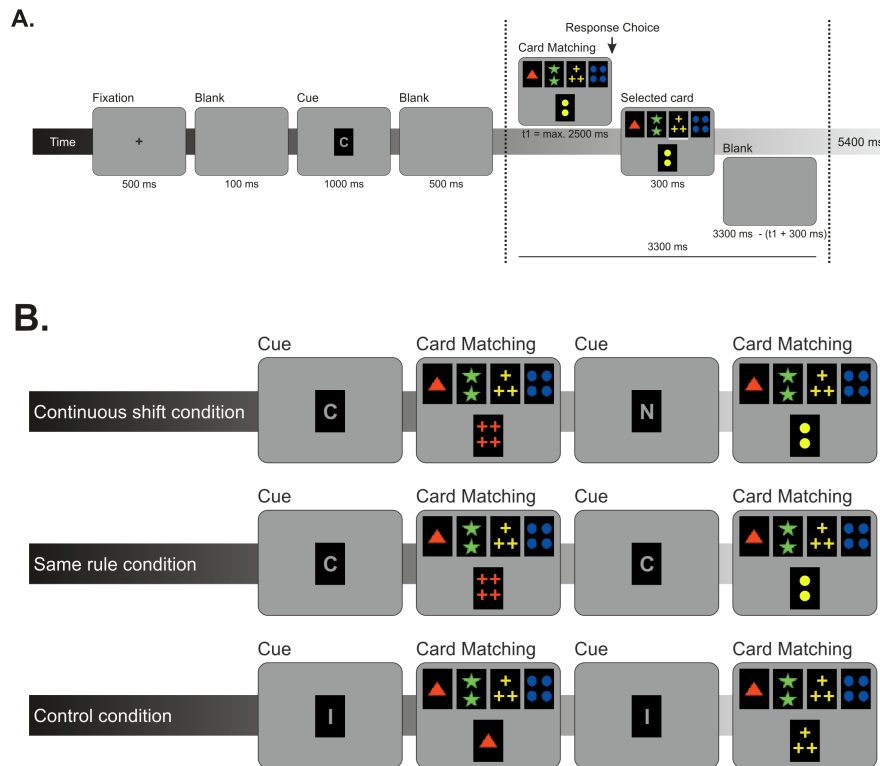 A.
Response Choice
Card Matching
Fixation
Blank
Cue
Blank
Selected card
Time
C
t1 = max. 2500 ms
Blank
5400 ms
500 ms
100 ms
1000 ms
500 ms
300 ms
3300 ms - (t1 + 300 ms)
3300 ms
B.
Cue
Card Matching
Cue
Card Matching
Continuous shift condition
C
N
Cue
Card Matching
Cue
Card Matching
Same rule condition
C
C
Cue
Card Matching
Cue
Card Matching
Control condition
I
I